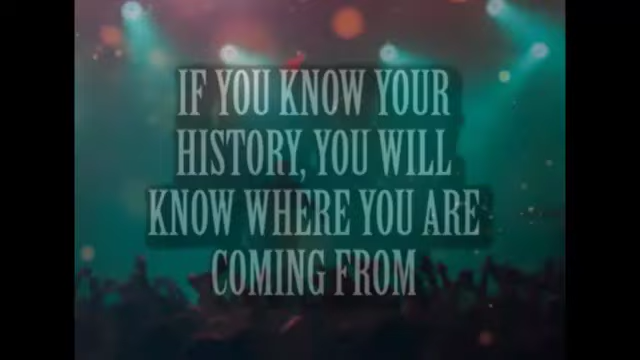 IF YOU KNOW YOUR
HISTORY, YOU WILL
KNOW WHERE YOU ARE
COMING FROM